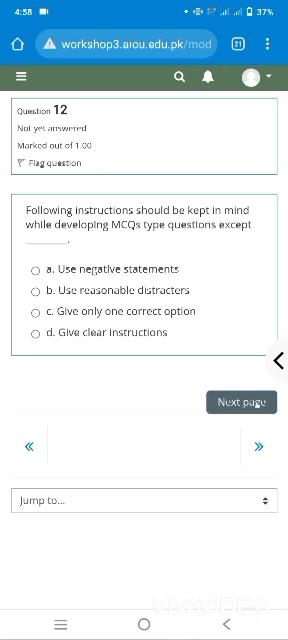 4:58
37%
workshop3.aiou.edu.pk/mod
21
Question 12
Not yet answered
Marked out of 1.00
Flag question
Following instructions should be kept in mind
while developing MCQs type questions except
________.
a. Use negative statements
b. Use reasonable distracters
c. Give only one correct option
d. Give clear instructions
Next page
Jump to...
VIVAVIDEO